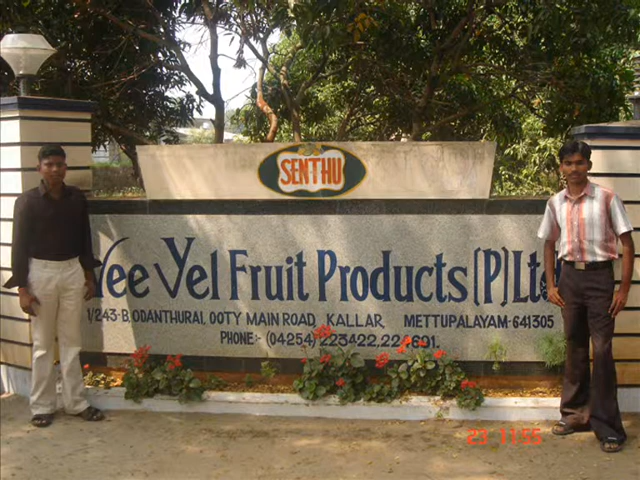 SENTHU
Vee Vel Fruit Products (P) Ltd
1/243-B, ODANTHURAI, OOTY MAIN ROAD, KALLAR, METTUPALAYAM-641305
PHONE:- (04254) 223422,
23 11:55